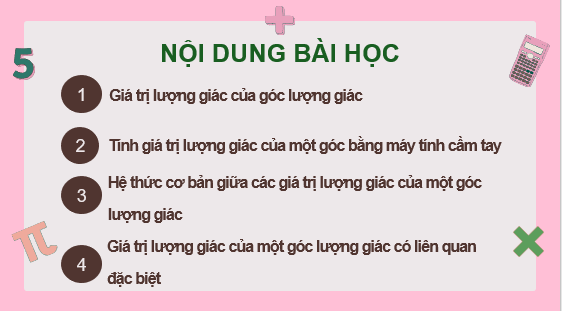 5
NỘI DUNG BÀI HỌC
1 Giá trị lượng giác của góc lượng giác
2 Tính giá trị lượng giác của một góc bằng máy tính cầm tay
3 Hệ thức cơ bản giữa các giá trị lượng giác của một góc
lượng giác
π
4 Giá trị lượng giác của một góc lượng giác có liên quan
đặc biệt